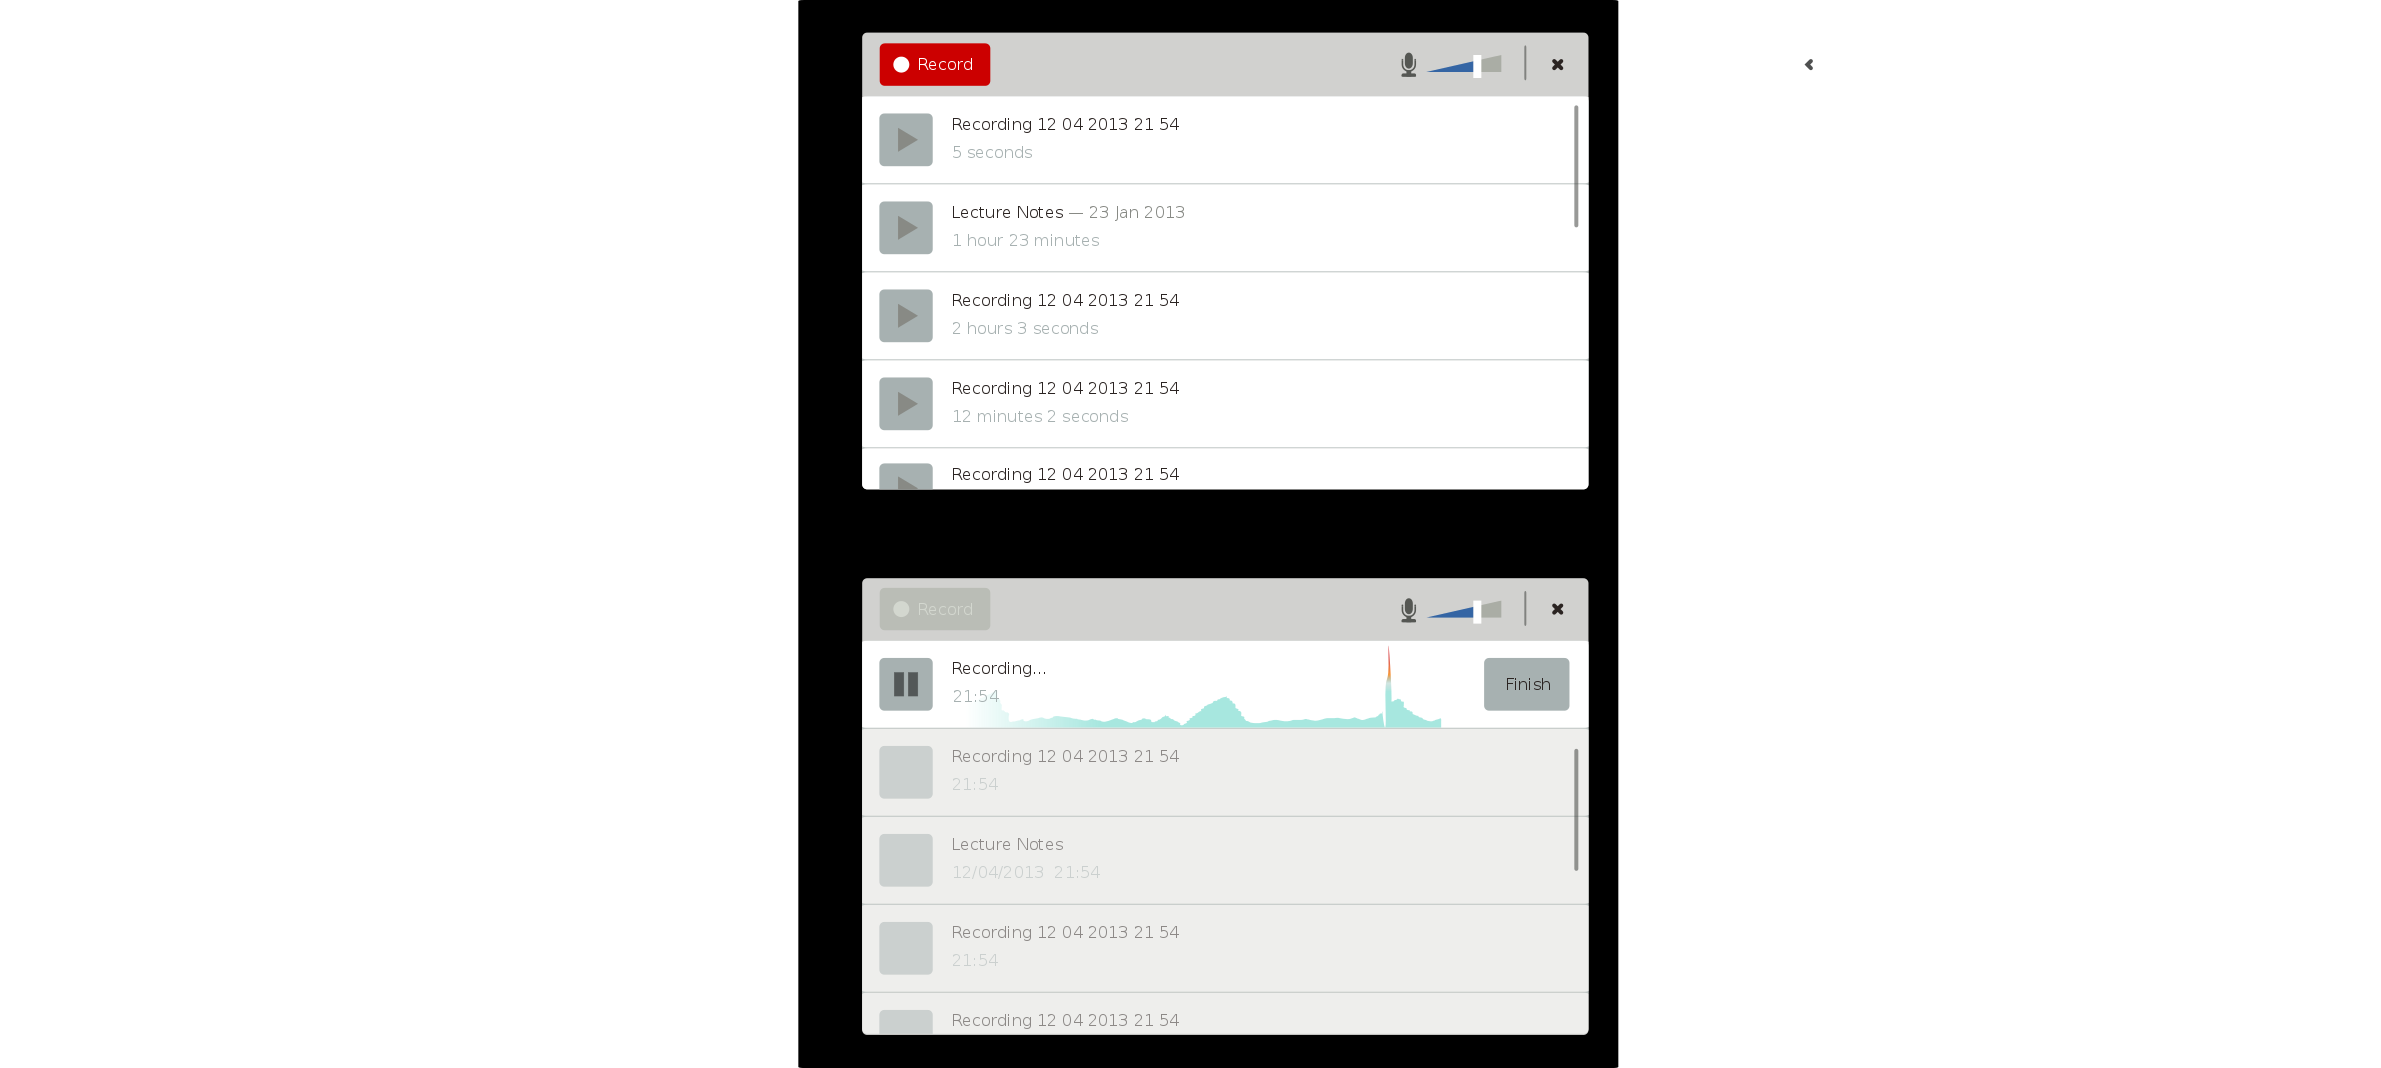 Record
Recording 12 04 2013 21 54
5 seconds
Lecture Notes — 23 Jan 2013
1 hour 23 minutes
Recording 12 04 2013 21 54
2 hours 3 seconds
Recording 12 04 2013 21 54
12 minutes 2 seconds
Recording 12 04 2013 21 54
Record
Recording...
21:54
Finish
Recording 12 04 2013 21 54
21:54
Lecture Notes
12/04/2013 21:54
Recording 12 04 2013 21 54
21:54
Recording 12 04 2013 21 54